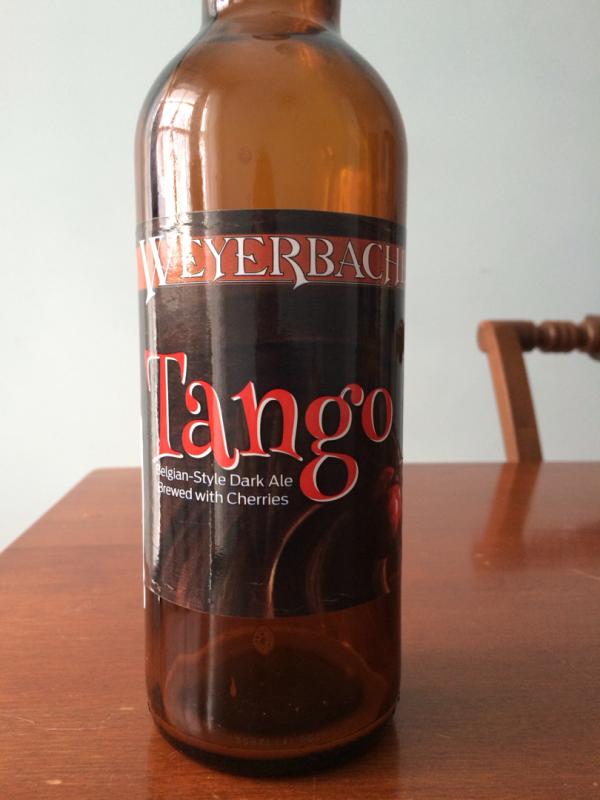 WEYERBACH
Tango
Belgian-Style Dark Ale
Brewed with Cherries